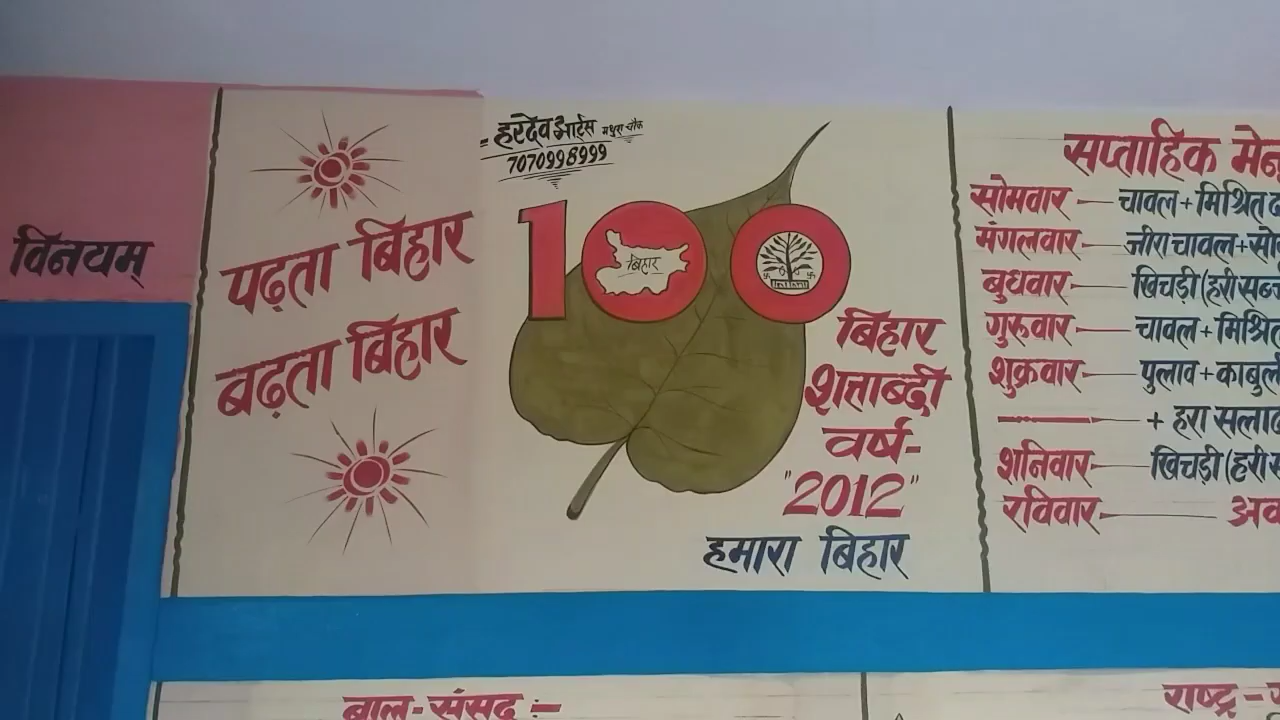 विनयम्
पढ़ता बिहार
बढ़ता बिहार
हरदेव आर्ट्स मथुरा चौक
7070998999
100
बिहार
बिहार
शताब्दी
वर्ष-
"2012"
हमारा बिहार
सप्ताहिक मेनू
सोमवार — चावल + मिश्रित
मंगलवार — जीरा चावल + सो
बुधवार — खिचड़ी (हरी सब्ज
गुरूवार — चावल + मिश्रित
शुक्रवार — पुलाव + काबुल
+ हरा सलाद
शनिवार — खिचड़ी (हरी स
रविवार — अव
बाल-संसद :-
राष्ट्र-